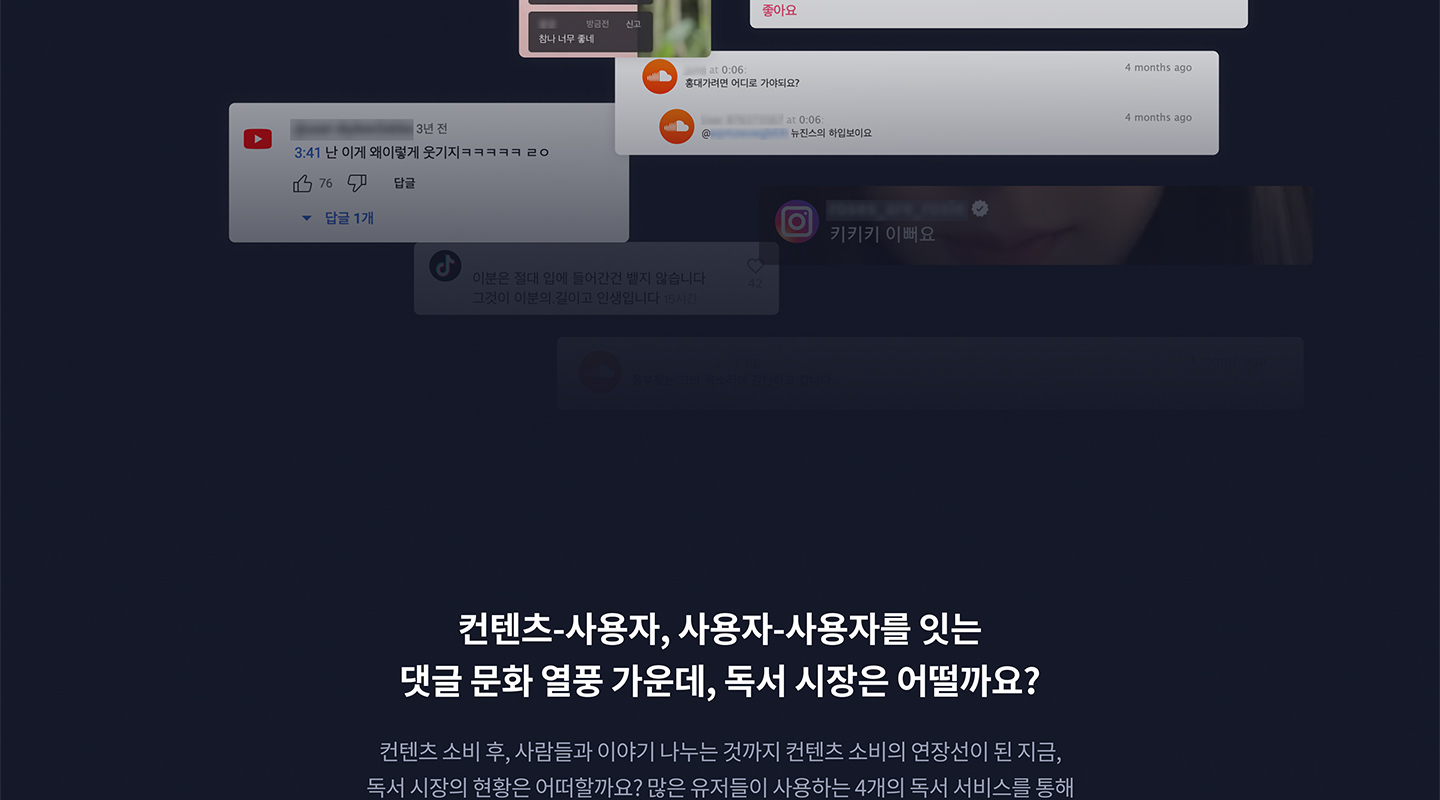 좋아요
방금전 신고
참나 너무 좋네
at 0:06: 4 months ago
홍대가려면 어디로 가야되요?
at 0:06: 4 months ago
@ 뉴진스의 하입보이요
3년 전
3:41 난 이게 왜이렇게 웃기지ㅋㅋㅋㅋㅋ ㄹㅇ
76 답글
답글 1개
키키키 이뻐요
이분은 절대 입에 들어간건 뱉지 않습니다
그것이 이분의 길이고 인생입니다 15시간
42
컨텐츠-사용자, 사용자-사용자를 잇는
댓글 문화 열풍 가운데, 독서 시장은 어떨까요?
컨텐츠 소비 후, 사람들과 이야기 나누는 것까지 컨텐츠 소비의 연장선이 된 지금,
독서 시장의 현황은 어떠할까요? 많은 유저들이 사용하는 4개의 독서 서비스를 통해